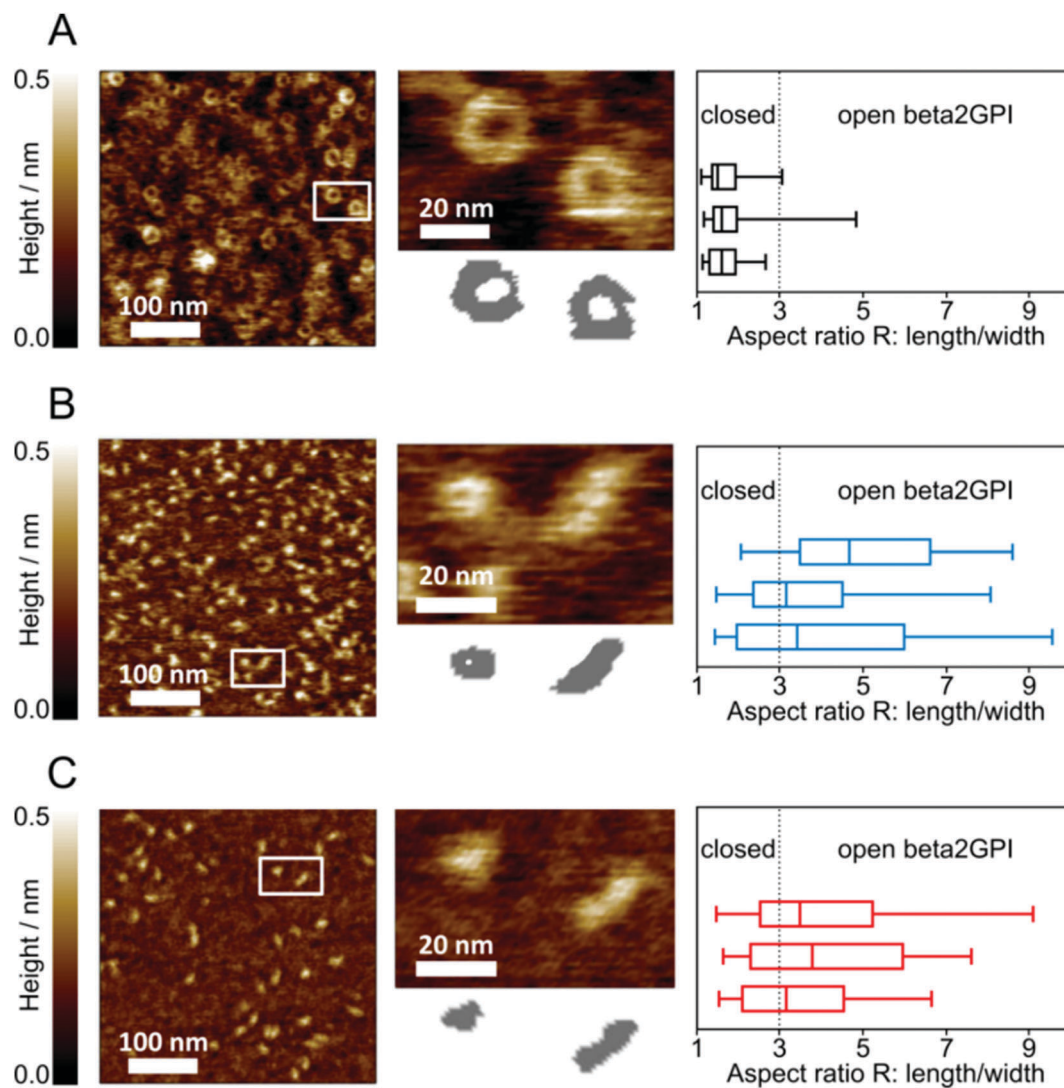 A
0.5
Height / nm
0.0
100 nm
20 nm
closed
open beta2GPI
1 3 5 7 9
Aspect ratio R: length/width
B
0.5
Height / nm
0.0
100 nm
20 nm
closed
open beta2GPI
1 3 5 7 9
Aspect ratio R: length/width
C
0.5
Height / nm
0.0
100 nm
20 nm
closed
open beta2GPI
1 3 5 7 9
Aspect ratio R: length/width